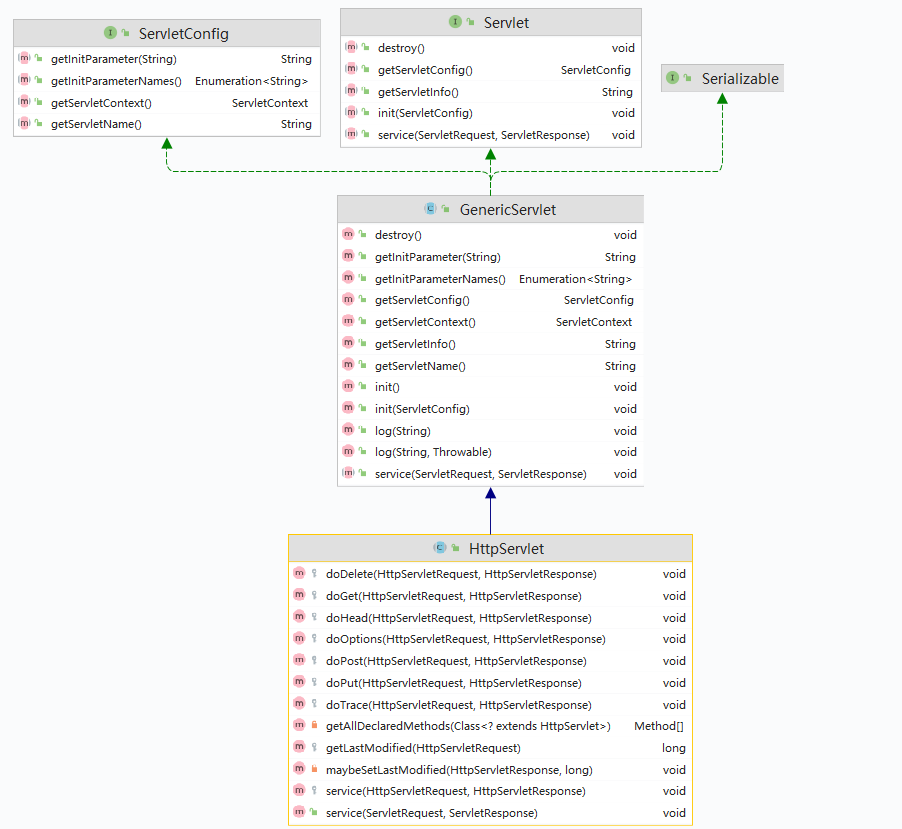 ServletConfig
getInitParameter(String) String
getInitParameterNames() Enumeration<String>
getServletContext() ServletContext
getServletName() String
Servlet
destroy() void
getServletConfig() ServletConfig
getServletInfo() String
init(ServletConfig) void
service(ServletRequest, ServletResponse) void
Serializable
GenericServlet
destroy() void
getInitParameter(String) String
getInitParameterNames() Enumeration<String>
getServletConfig() ServletConfig
getServletContext() ServletContext
getServletInfo() String
getServletName() String
init() void
init(ServletConfig) void
log(String) void
log(String, Throwable) void
service(ServletRequest, ServletResponse) void
HttpServlet
doDelete(HttpServletRequest, HttpServletResponse) void
doGet(HttpServletRequest, HttpServletResponse) void
doHead(HttpServletRequest, HttpServletResponse) void
doOptions(HttpServletRequest, HttpServletResponse) void
doPost(HttpServletRequest, HttpServletResponse) void
doPut(HttpServletRequest, HttpServletResponse) void
doTrace(HttpServletRequest, HttpServletResponse) void
getAllDeclaredMethods(Class<? extends HttpServlet>) Method[]
getLastModified(HttpServletRequest) long
maybeSetLastModified(HttpServletResponse, long) void
service(HttpServletRequest, HttpServletResponse) void
service(ServletRequest, ServletResponse) void